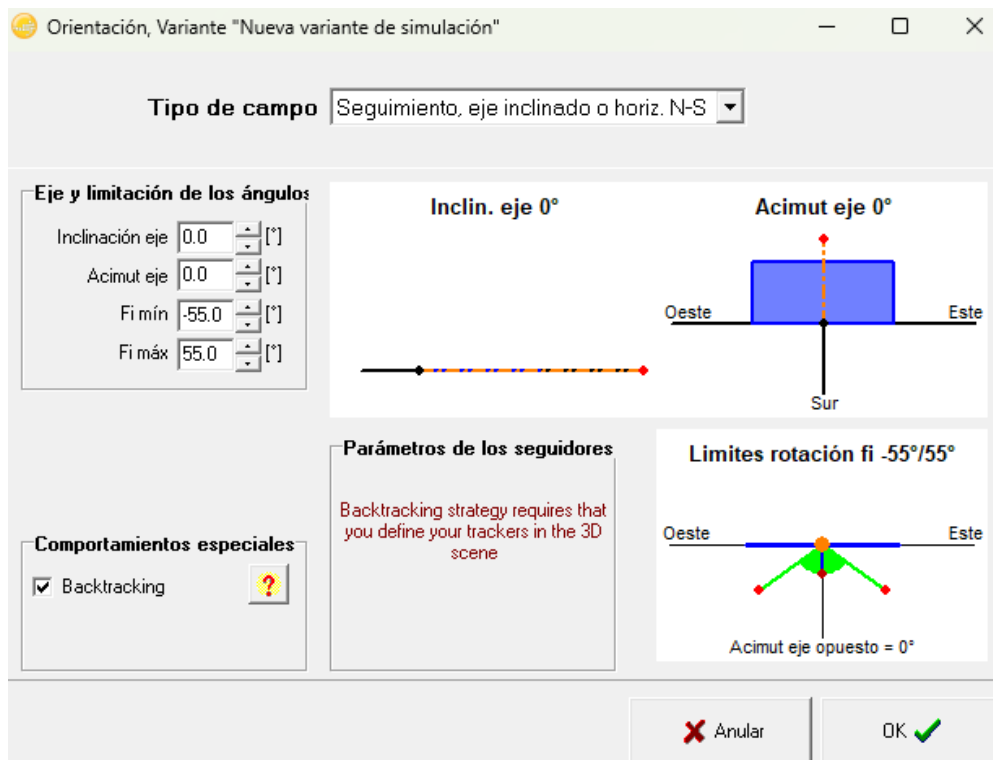 Orientación, Variante "Nueva variante de simulación"
Tipo de campo Seguimiento, eje inclinado o horiz. N-S
Eje y limitación de los ángulos
Inclinación eje 0.0 [°]
Acimut eje 0.0 [°]
Fi mín -55.0 [°]
Fi máx 55.0 [°]
Inclin. eje 0°
Acimut eje 0°
Oeste
Este
Sur
Parámetros de los seguidores
Backtracking strategy requires that
you define your trackers in the 3D
scene
Limites rotación fi -55°/55°
Oeste
Este
Acimut eje opuesto = 0°
Comportamientos especiales
Backtracking
?
Anular
OK